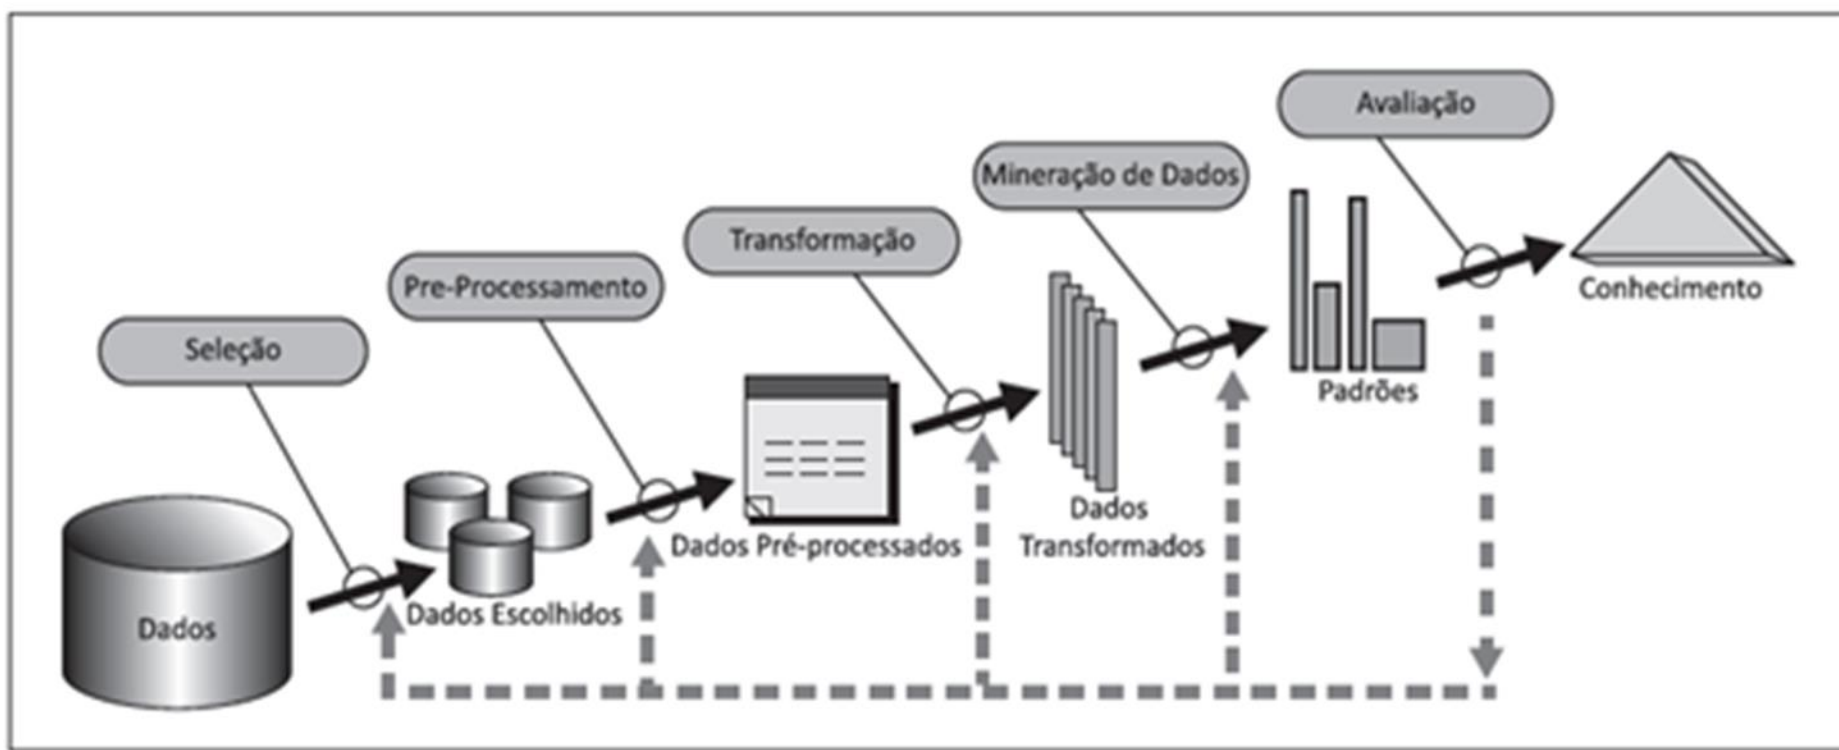 Avaliação
Mineração de Dados
Transformação
Pre-Processamento
Seleção
Conhecimento
Padrões
Dados
Transformados
Dados Pré-processados
Dados Escolhidos
Dados